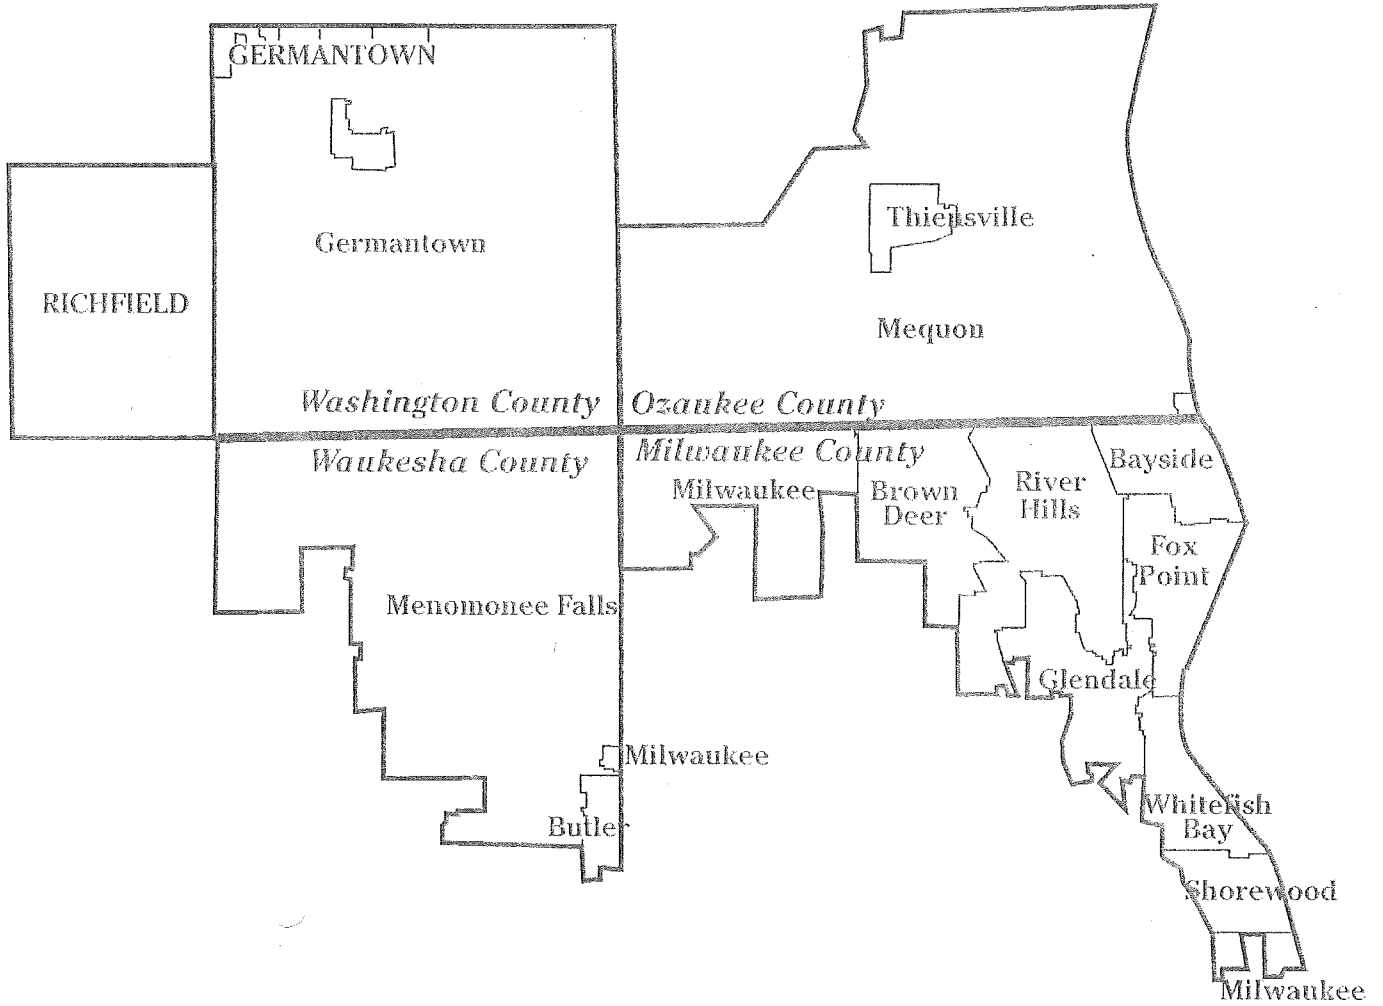 GERMANTOWN
Thiensville
Germantown
RICHFIELD
Mequon
Washington County
Ozaukee County
Waukesha County
Milwaukee County
Bayside
Milwaukee
Brown
Deer
River
Hills
Fox
Point
Menomonee Falls
Glendale
Milwaukee
Whitefish
Bay
Butler
Shorewood
Milwaukee